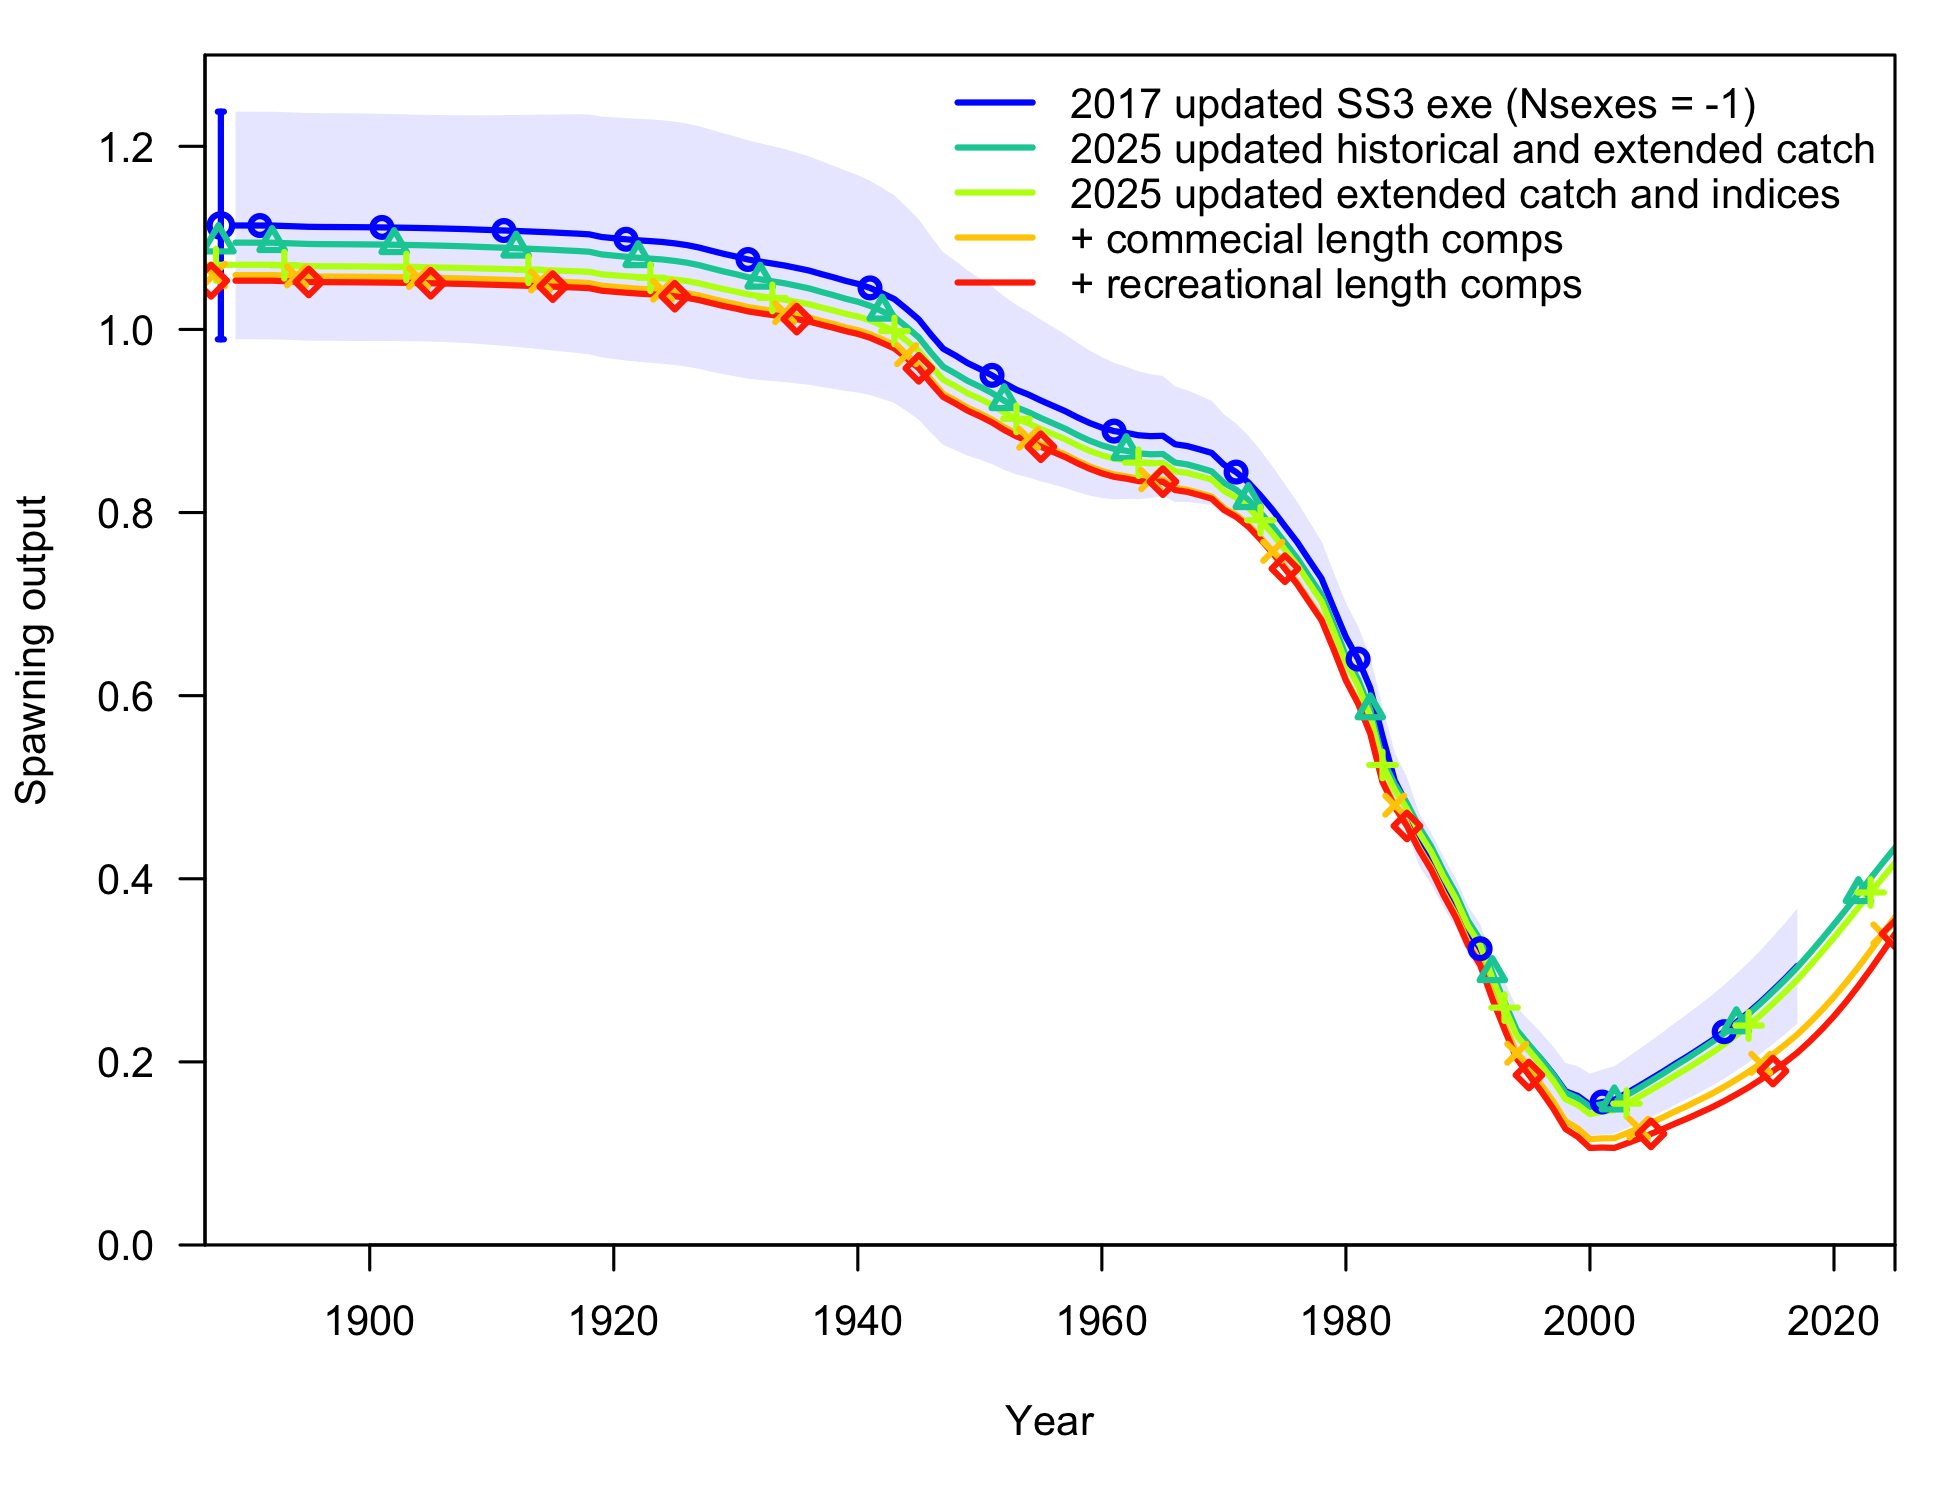 2017 updated SS3 exe (Nsexes = -1)
2025 updated historical and extended catch
2025 updated extended catch and indices
+ commecial length comps
+ recreational length comps
Spawning output
1.2
1.0
0.8
0.6
0.4
0.2
0.0
1900 1920 1940 1960 1980 2000 2020
Year